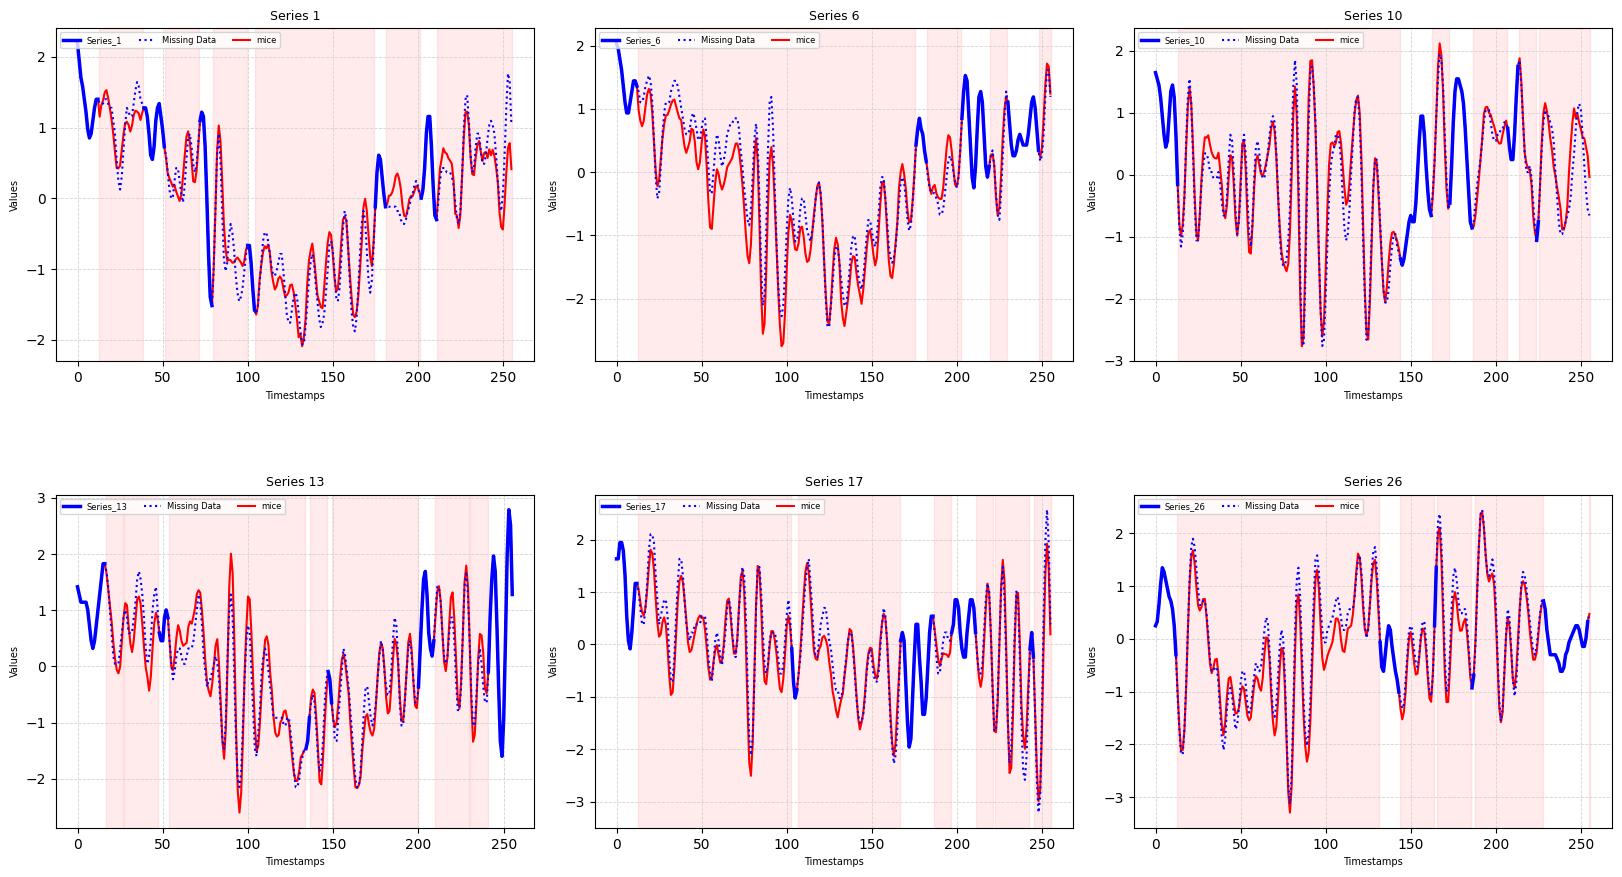 Series 1
Series_1 Missing Data mice
2
1
0
−1
−2
Values
0 50 100 150 200 250
Timestamps
Series 6
Series_6 Missing Data mice
2
1
0
−1
−2
Values
0 50 100 150 200 250
Timestamps
Series 10
Series_10 Missing Data mice
2
1
0
−1
−2
−3
Values
0 50 100 150 200 250
Timestamps
Series 13
Series_13 Missing Data mice
3
2
1
0
−1
−2
Values
0 50 100 150 200 250
Timestamps
Series 17
Series_17 Missing Data mice
2
1
0
−1
−2
−3
Values
0 50 100 150 200 250
Timestamps
Series 26
Series_26 Missing Data mice
2
1
0
−1
−2
−3
Values
0 50 100 150 200 250
Timestamps